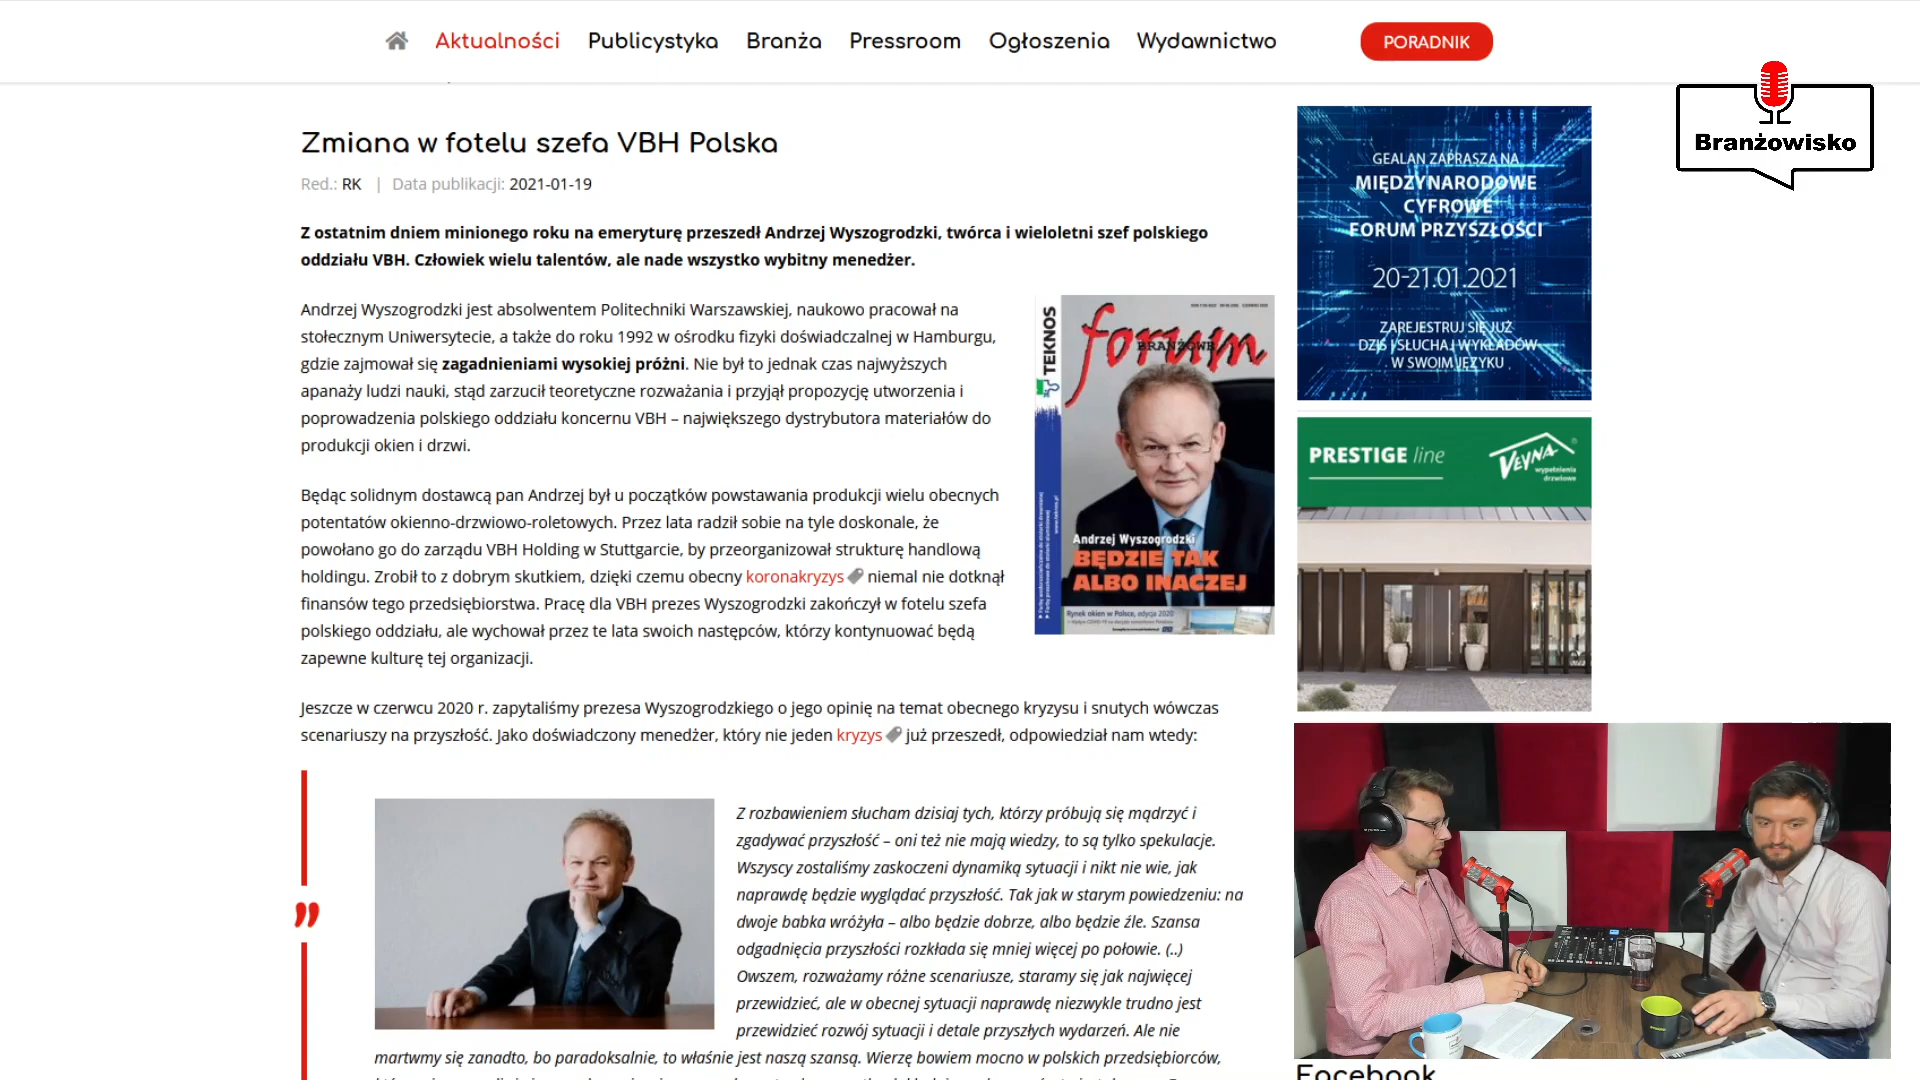 Aktualności Publicystyka Branża Pressroom Ogłoszenia Wydawnictwo PORADNIK
Branżowisko
Zmiana w fotelu szefa VBH Polska
Red.: RK | Data publikacji: 2021-01-19
Z ostatnim dniem minionego roku na emeryturę przeszedł Andrzej Wyszogrodzki, twórca i wieloletni szef polskiego
oddziału VBH. Człowiek wielu talentów, ale nade wszystko wybitny menedżer.
Andrzej Wyszogrodzki jest absolwentem Politechniki Warszawskiej, naukowo pracował na
stołecznym Uniwersytecie, a także do roku 1992 w ośrodku fizyki doświadczalnej w Hamburgu,
gdzie zajmował się zagadnieniami wysokiej próżni. Nie był to jednak czas najwyższych
apanaży ludzi nauki, stąd zarzucił teoretyczne rozważania i przyjął propozycję utworzenia i
poprowadzenia polskiego oddziału koncernu VBH – największego dystrybutora materiałów do
produkcji okien i drzwi.
Będąc solidnym dostawcą pan Andrzej był u początków powstawania produkcji wielu obecnych
potentatów okienno-drzwiowo-roletowych. Przez lata radził sobie na tyle doskonale, że
powołano go do zarządu VBH Holding w Stuttgarcie, by przeorganizował strukturę handlową
holdingu. Zrobił to z dobrym skutkiem, dzięki czemu obecny koronakryzys niemal nie dotknął
finansów tego przedsiębiorstwa. Pracę dla VBH prezes Wyszogrodzki zakończył w fotelu szefa
polskiego oddziału, ale wychował przez te lata swoich następców, którzy kontynuować będą
zapewne kulturę tej organizacji.
TEKNOS
forum
BRANŻOWE
Andrzej Wyszogrodzki
BĘDZIE TAK
ALBO INACZEJ
Rynek okien w Polsce, edycja 2020
Jeszcze w czerwcu 2020 r. zapytaliśmy prezesa Wyszogrodzkiego o jego opinię na temat obecnego kryzysu i snutych wówczas
scenariuszy na przyszłość. Jako doświadczony menedżer, który nie jeden kryzys już przeszedł, odpowiedział nam wtedy:
Z rozbawieniem słucham dzisiaj tych, którzy próbują się mądrzyć i
zgadywać przyszłość – oni też nie mają wiedzy, to są tylko spekulacje.
Wszyscy zostaliśmy zaskoczeni dynamiką sytuacji i nikt nie wie, jak
naprawdę będzie wyglądać przyszłość. Tak jak w starym powiedzeniu: na
dwoje babka wróżyła – albo będzie dobrze, albo będzie źle. Szansa
odgadnięcia przyszłości rozkłada się mniej więcej po połowie. (..)
Owszem, rozważamy różne scenariusze, staramy się jak najwięcej
przewidzieć, ale w obecnej sytuacji naprawdę niezwykle trudno jest
przewidzieć rozwój sytuacji i detale przyszłych wydarzeń. Ale nie
martwmy się zanadto, bo paradoksalnie, to właśnie jest naszą szansą. Wierzę bowiem mocno w polskich przedsiębiorców,
GEALAN ZAPRASZA NA
MIĘDZYNARODOWE
CYFROWE
FORUM PRZYSZŁOŚCI
20-21.01.2021
ZAREJESTRUJ SIĘ JUŻ
DZIŚ I SŁUCHAJ WYKŁADÓW
W SWOIM JĘZYKU
PRESTIGE line
VEYNA
wypełnienia
drzwiowe
Facebook